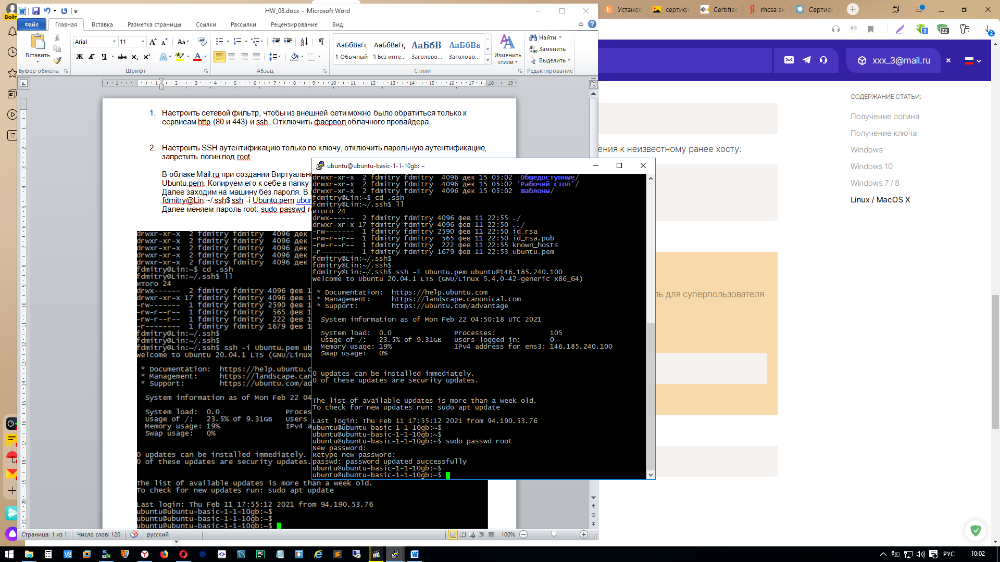 Войт
HW_08.docx - Microsoft Word
Установ
сертифи
Certified
rhcsa эк
Сертифи
Файл
Главная
Вставка
Разметка страницы
Ссылки
Рассылки
Рецензирование
Вид
Вставить
Arial
11
АаБбВвГг,
АаБбВвГг,
АаБбВ
АаБбВв
¶ Обычный
¶ Без инте...
Заголово...
Заголово...
Изменить стили
Найти
Заменить
Выделить
Буфер обмена
Шрифт
Абзац
Стили
Редактирование
22
2
17
xxx_3@mail.ru
СОДЕРЖАНИЕ СТАТЬИ:
Получение логина
Получение ключа
Windows
Windows 10
Windows 7 / 8
Linux / MacOS X
ения к неизвестному ранее хосту:
ль для суперпользователя
1. Настроить сетевой фильтр, чтобы из внешней сети можно было обратиться только к
сервисам http (80 и 443) и ssh. Отключить фаервол облачного провайдера.
2. Настроить SSH аутентификацию только по ключу, отключить парольную аутентификацию,
запретить логин под root
В облаке Mail.ru при создании Виртуально
Ubuntu.pem. Копируем его к себе в папку
Далее заходим на машину без пароля. В
fdmitry@Lin:~/.ssh$ ssh -i Ubuntu.pem ubun
Далее меняем пароль root: sudo passwd ro
drwxr-xr-x  2 fdmitry fdmitry  4096 дек
drwxr-xr-x  2 fdmitry fdmitry  4096 дек
drwxr-xr-x  2 fdmitry fdmitry  4096 дек
drwxr-xr-x  2 fdmitry fdmitry  4096 дек
drwxr-xr-x  2 fdmitry fdmitry  4096 дек
fdmitry@Lin:~$ cd .ssh
fdmitry@Lin:~/.ssh$ ll
итого 24
drwx------  2 fdmitry fdmitry 4096 фев 1
drwxr-xr-x 17 fdmitry fdmitry 4096 фев 1
-rw-------  1 fdmitry fdmitry 2590 фев 1
-rw-r--r--  1 fdmitry fdmitry  565 фев 1
-rw-r--r--  1 fdmitry fdmitry  222 фев 1
-r--------  1 fdmitry fdmitry 1679 фев 1
fdmitry@Lin:~/.ssh$
fdmitry@Lin:~/.ssh$
fdmitry@Lin:~/.ssh$ ssh -i Ubuntu.pem ub
Welcome to Ubuntu 20.04.1 LTS (GNU/Linux
* Documentation:  https://help.ubuntu.c
* Management:     https://landscape.can
* Support:        https://ubuntu.com/ad
System information as of Mon Feb 22 04
System load:  0.0                Proces
Usage of /:   23.5% of 9.31GB   Users
Memory usage: 19%                IPv4 a
Swap usage:   0%
0 updates can be installed immediately.
0 of these updates are security updates.
The list of available updates is more than a week old.
To check for new updates run: sudo apt update
Last login: Thu Feb 11 17:55:12 2021 from 94.190.53.76
ubuntu@ubuntu-basic-1-1-10gb:~$
ubuntu@ubuntu-basic-1-1-10gb:~$
ubuntu@ubuntu-basic-1-1-10gb:~$
ubuntu@ubuntu-basic-1-1-10gb: ~
drwxr-xr-x  2 fdmitry fdmitry  4096 дек 15 05:02  Общедоступные/
drwxr-xr-x  2 fdmitry fdmitry  4096 дек 15 05:02 'Рабочий стол'/
drwxr-xr-x  2 fdmitry fdmitry  4096 дек 15 05:02  Шаблоны/
fdmitry@Lin:~$ cd .ssh
fdmitry@Lin:~/.ssh$ ll
итого 24
drwx------  2 fdmitry fdmitry 4096 фев 11 22:55 ./
drwxr-xr-x 17 fdmitry fdmitry 4096 фев 11 22:50 ../
-rw-------  1 fdmitry fdmitry 2590 фев 11 22:50 id_rsa
-rw-r--r--  1 fdmitry fdmitry  565 фев 11 22:50 id_rsa.pub
-rw-r--r--  1 fdmitry fdmitry  222 фев 11 22:55 known_hosts
-r--------  1 fdmitry fdmitry 1679 фев 11 22:53 Ubuntu.pem
fdmitry@Lin:~/.ssh$
fdmitry@Lin:~/.ssh$
fdmitry@Lin:~/.ssh$ ssh -i Ubuntu.pem ubuntu@146.185.240.100
Welcome to Ubuntu 20.04.1 LTS (GNU/Linux 5.4.0-42-generic x86_64)
* Documentation:  https://help.ubuntu.com
* Management:     https://landscape.canonical.com
* Support:        https://ubuntu.com/advantage
System information as of Mon Feb 22 04:50:18 UTC 2021
System load:  0.0               Processes:             105
Usage of /:   23.5% of 9.31GB   Users logged in:       0
Memory usage: 19%               IPv4 address for ens3: 146.185.240.100
Swap usage:   0%
0 updates can be installed immediately.
0 of these updates are security updates.
The list of available updates is more than a week old.
To check for new updates run: sudo apt update
Last login: Thu Feb 11 17:55:12 2021 from 94.190.53.76
ubuntu@ubuntu-basic-1-1-10gb:~$
ubuntu@ubuntu-basic-1-1-10gb:~$
ubuntu@ubuntu-basic-1-1-10gb:~$ sudo passwd root
New password:
Retype new password:
passwd: password updated successfully
ubuntu@ubuntu-basic-1-1-10gb:~$
ubuntu@ubuntu-basic-1-1-10gb:~$
Страница: 1 из 1
Число слов: 120
русский
100%
РУС
10:02